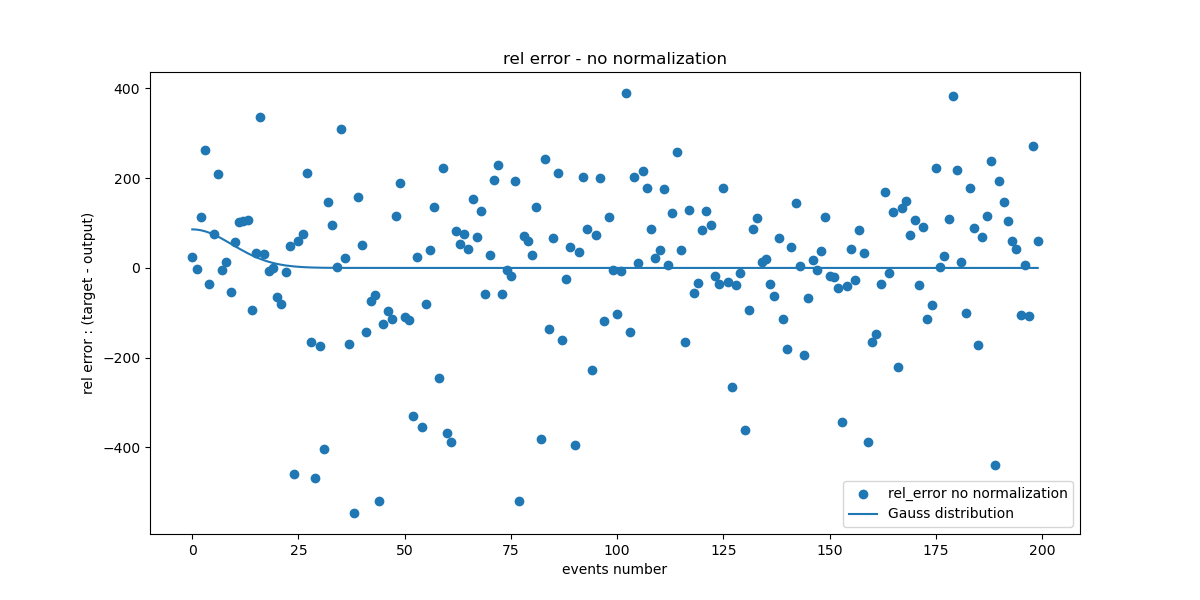 rel error - no normalization
400
200
0
−200
−400
rel error : (target - output)
rel_error no normalization
Gauss distribution
0 25 50 75 100 125 150 175 200
events number